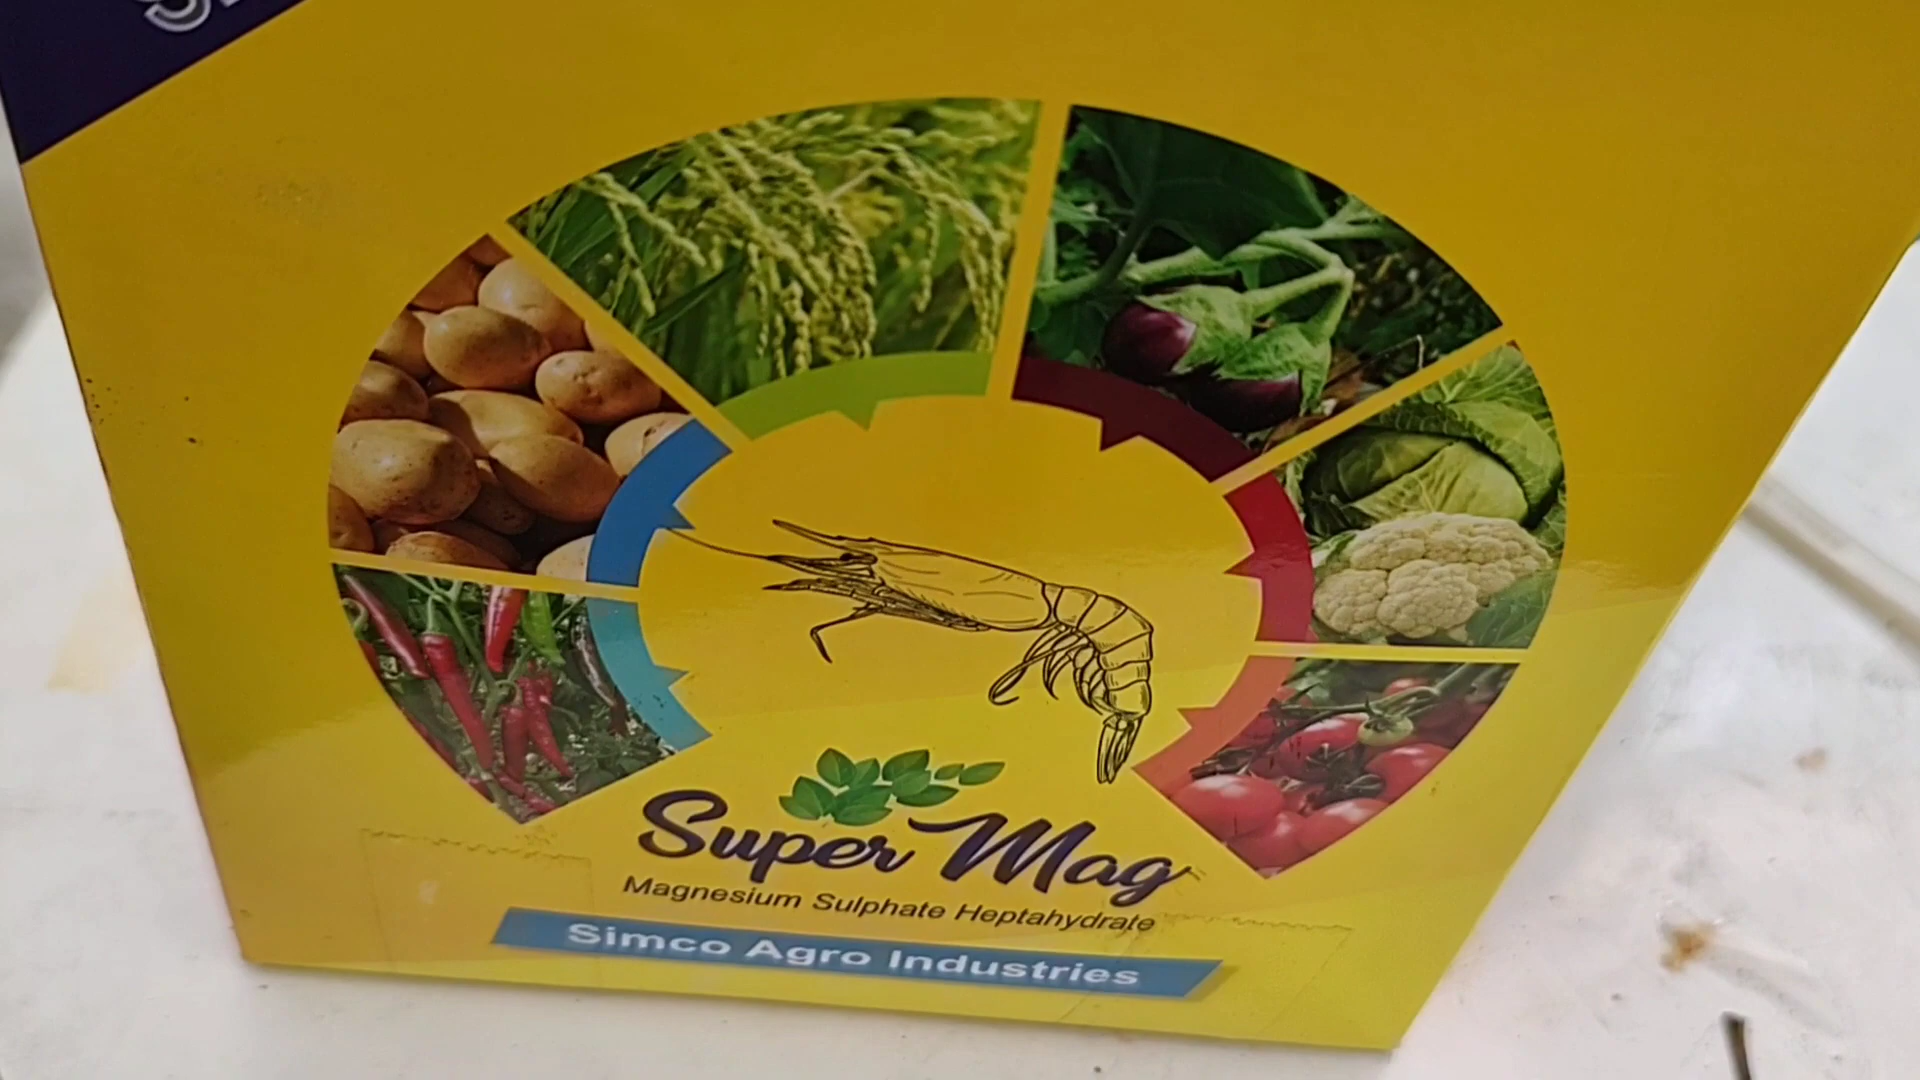 Super Mag
Magnesium Sulphate Heptahydrate
Simco Agro Industries